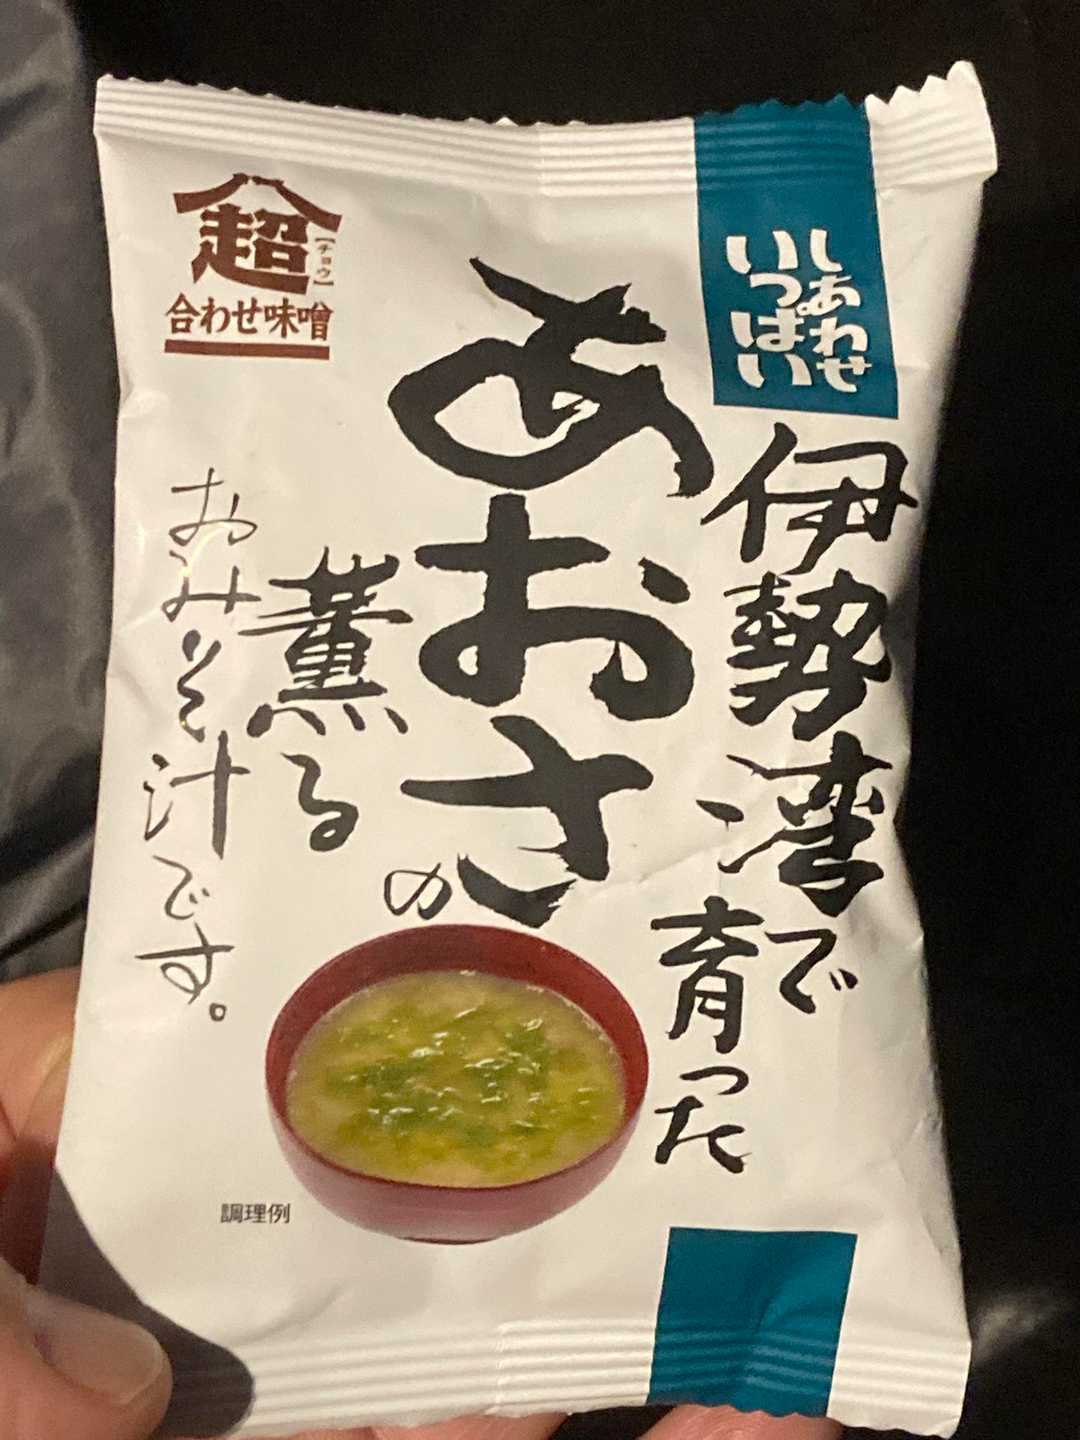 しあわせ
いっぱい
伊勢湾で
育った
あおさの
薫る
おみそ汁です。
超
【チョウ】
合わせ味噌
調理例